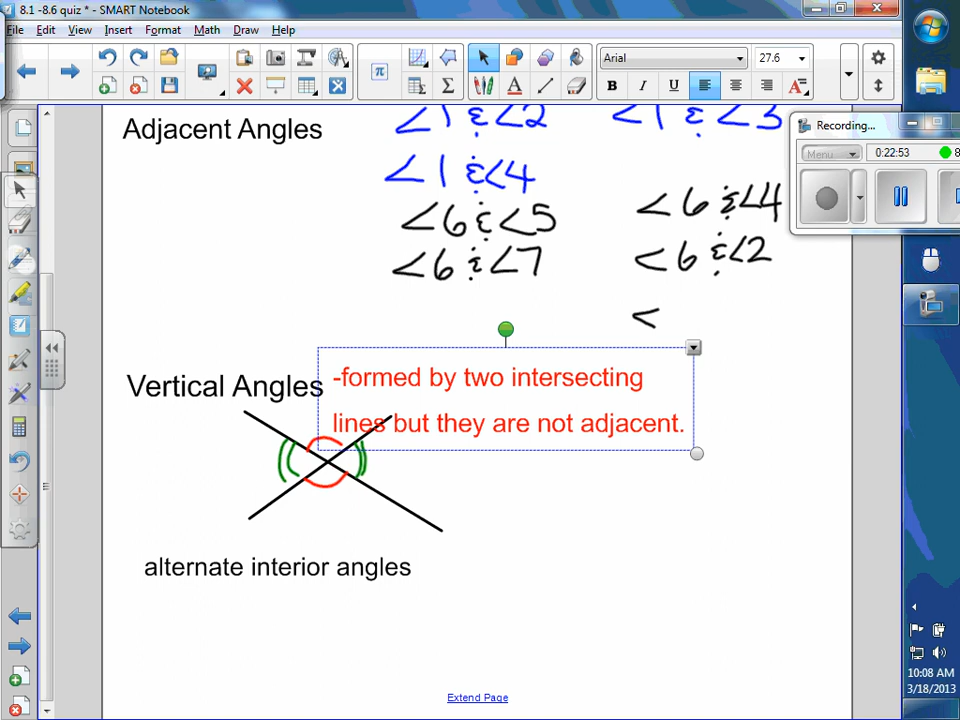 8.1 -8.6 quiz * - SMART Notebook
File Edit View Insert Format Math Draw Help
Arial 27.6
B I U
Recording...
Menu
0:22:53 8
Adjacent Angles
<1 & <2 <1 & <3
<1 & <4
<6 & <5 <6 & <4
<6 & <7 <6 & <2
<
Vertical Angles
-formed by two intersecting
lines but they are not adjacent.
alternate interior angles
Extend Page
10:08 AM
3/18/2013